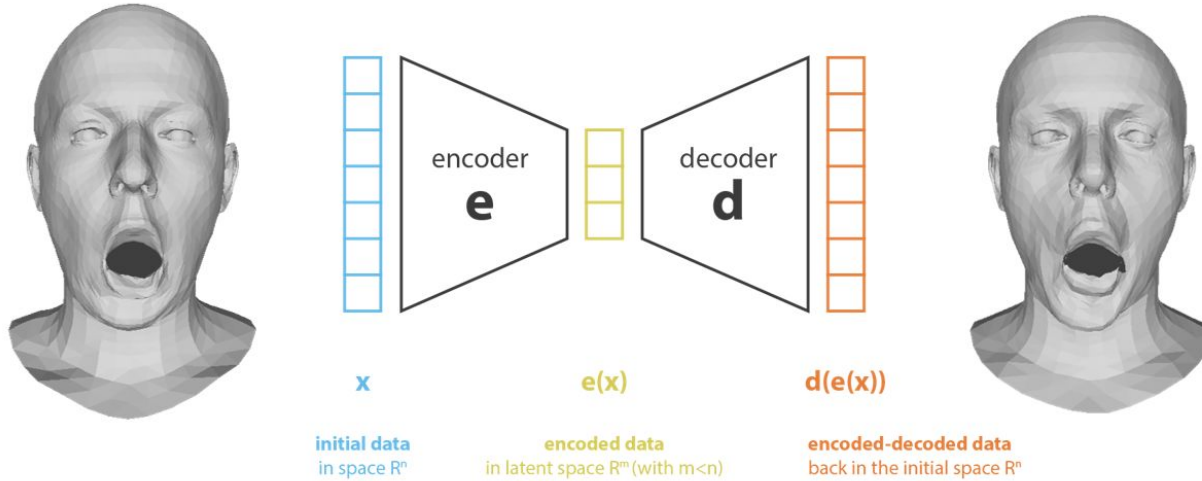 encoder
e
decoder
d
x
e(x)
d(e(x))
initial data
in space Rⁿ
encoded data
in latent space Rᵐ (with m<n)
encoded-decoded data
back in the initial space Rⁿ